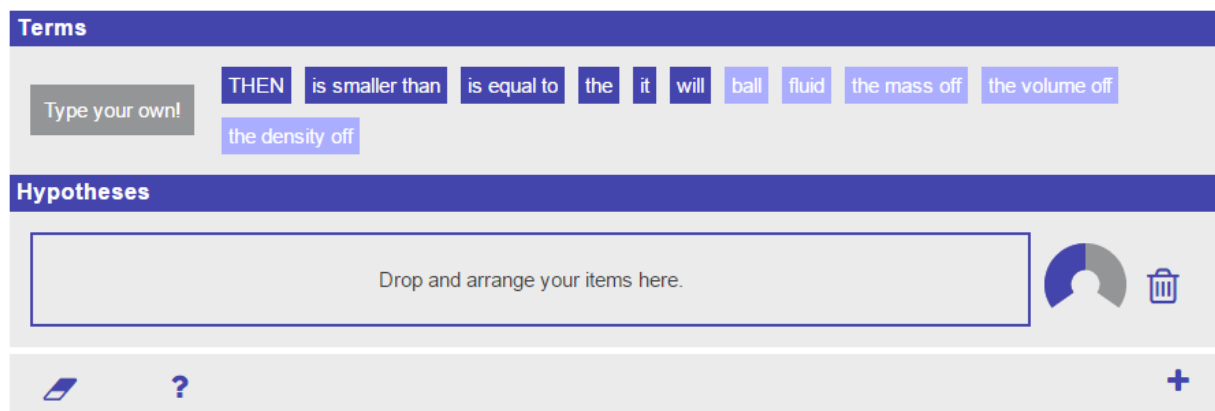 Terms
Type your own! THEN is smaller than is equal to the it will ball fluid the mass off the volume off
the density off
Hypotheses
Drop and arrange your items here.
?